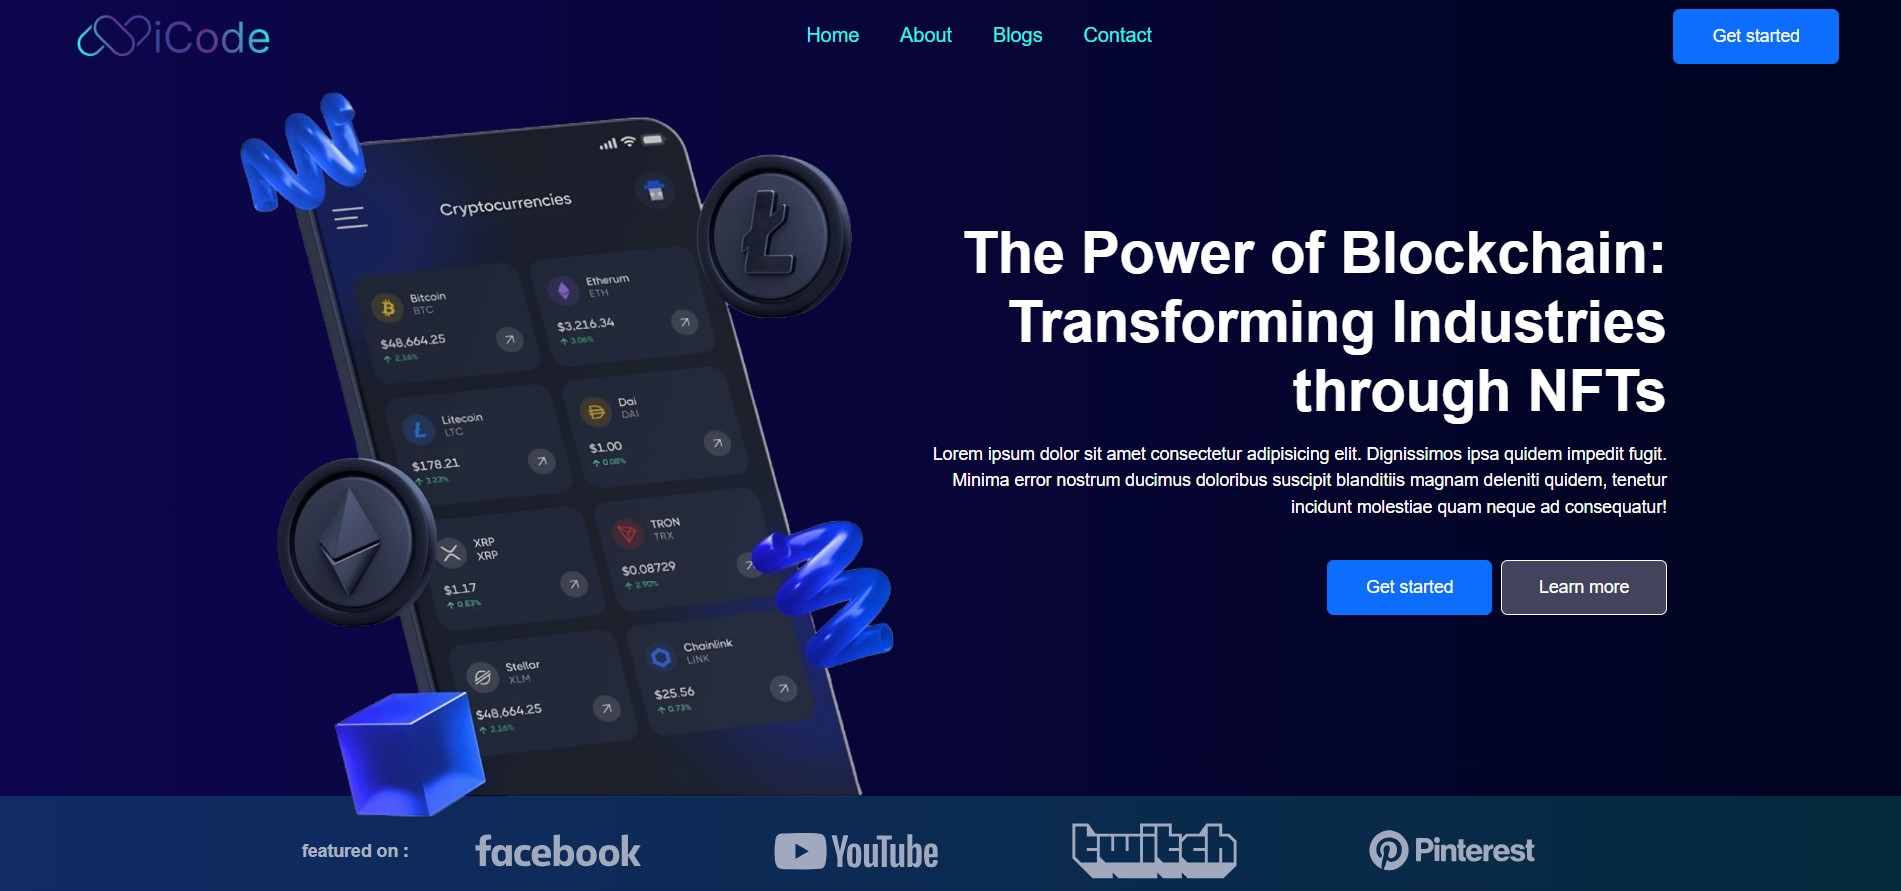 iCode
Home
About
Blogs
Contact
Get started
Cryptocurrencies
Bitcoin
BTC
$48,664.25
2.16%
Etherum
ETH
$3,216.34
3.06%
Litecoin
LTC
$178.21
3.23%
Dai
DAI
$1.00
0.08%
XRP
XRP
$1.17
0.83%
TRON
TRX
$0.08729
2.90%
Stellar
XLM
$48,664.25
2.16%
Chainlink
LINK
$25.56
0.73%
The Power of Blockchain:
Transforming Industries
through NFTs
Lorem ipsum dolor sit amet consectetur adipisicing elit. Dignissimos ipsa quidem impedit fugit.
Minima error nostrum ducimus doloribus suscipit blanditiis magnam deleniti quidem, tenetur
incidunt molestiae quam neque ad consequatur!
Get started
Learn more
featured on :
facebook
YouTube
twitch
Pinterest